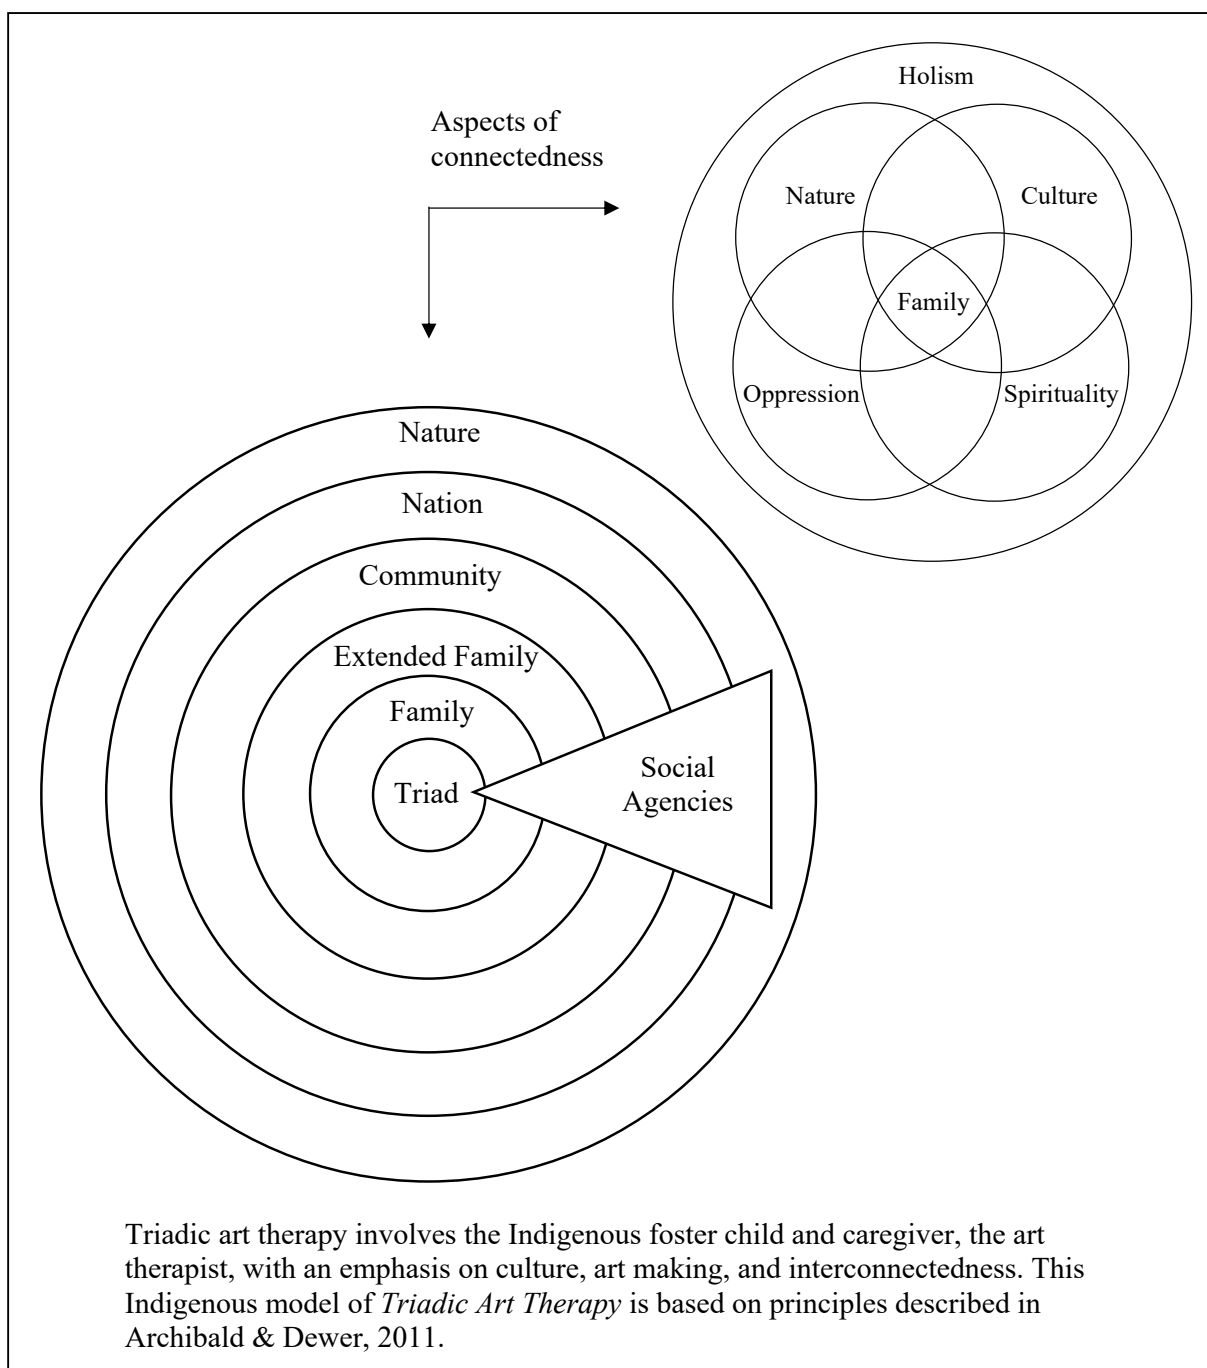 Holism
Aspects of
connectedness
Nature
Culture
Family
Oppression
Spirituality
Nature
Nation
Community
Extended Family
Family
Triad
Social
Agencies
Triadic art therapy involves the Indigenous foster child and caregiver, the art
therapist, with an emphasis on culture, art making, and interconnectedness. This
Indigenous model of Triadic Art Therapy is based on principles described in
Archibald & Dewer, 2011.